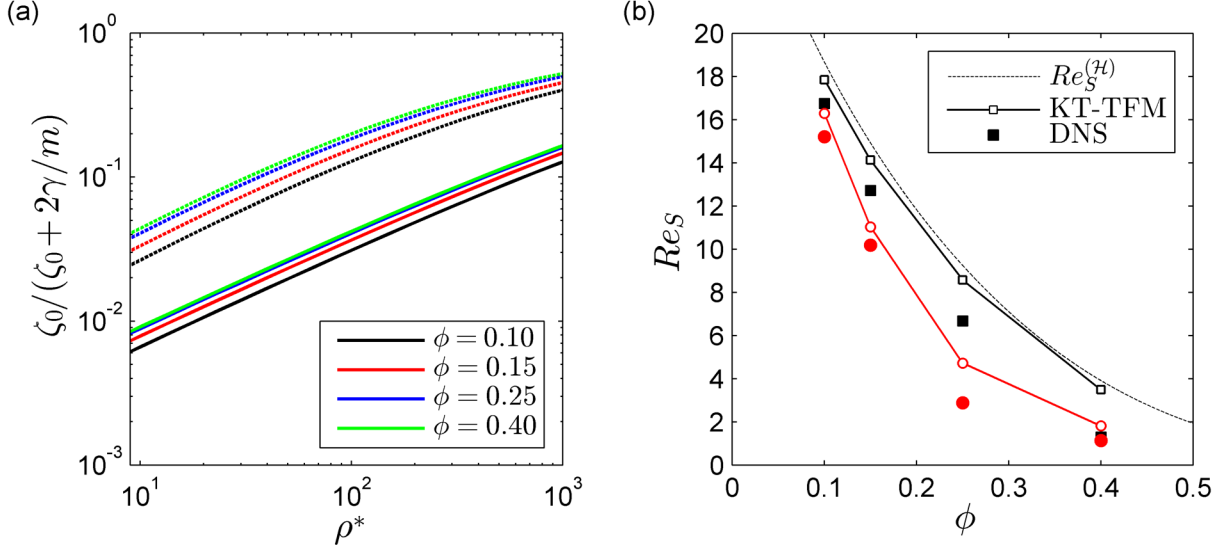 (a)
10^0
10^{-1}
10^{-2}
10^{-3}
ζ_0/(ζ_0 + 2γ/m)
10^1
10^2
10^3
ρ*
ϕ = 0.10
ϕ = 0.15
ϕ = 0.25
ϕ = 0.40
(b)
20
18
16
14
12
10
8
6
4
2
0
Re_S
0
0.1
0.2
0.3
0.4
0.5
ϕ
Re_S^{(ℋ)}
KT-TFM
DNS